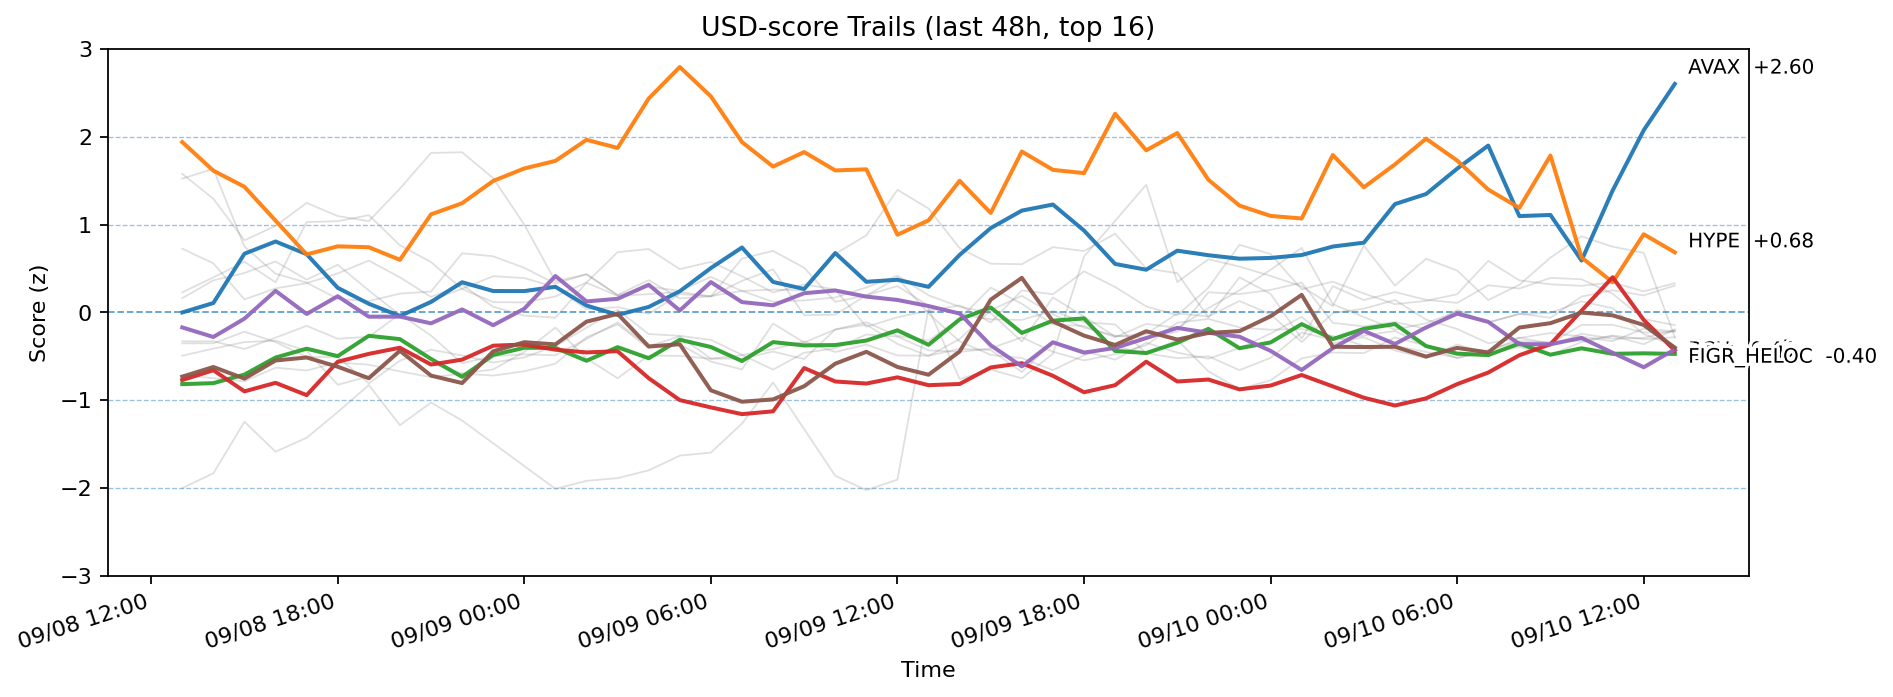 USD-score Trails (last 48h, top 16)
3
2
1
0
−1
−2
−3
Score (z)
AVAX +2.60
HYPE +0.68
FIGR_HELOC -0.40
09/08 12:00
09/08 18:00
09/09 00:00
09/09 06:00
09/09 12:00
09/09 18:00
09/10 00:00
09/10 06:00
09/10 12:00
Time